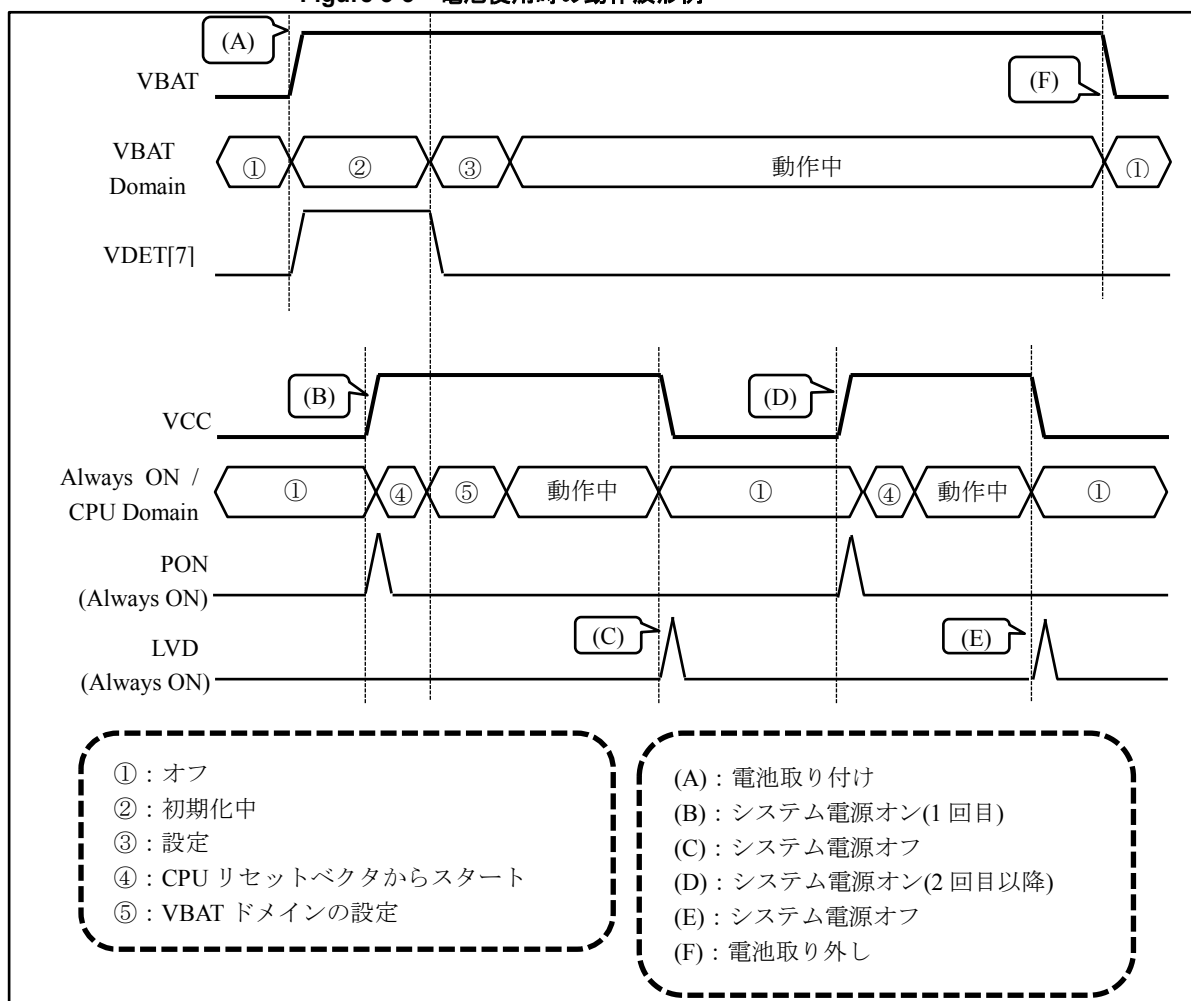 (A)
VBAT
(F)
VBAT
Domain
①
②
③
動作中
①
VDET[7]
(B)
(D)
VCC
Always ON /
CPU Domain
①
④
⑤
動作中
①
④
動作中
①
PON
(Always ON)
(C)
(E)
LVD
(Always ON)
①：オフ
②：初期化中
③：設定
④：CPU リセットベクタからスタート
⑤：VBAT ドメインの設定
(A)：電池取り付け
(B)：システム電源オン(1 回目)
(C)：システム電源オフ
(D)：システム電源オン(2 回目以降)
(E)：システム電源オフ
(F)：電池取り外し